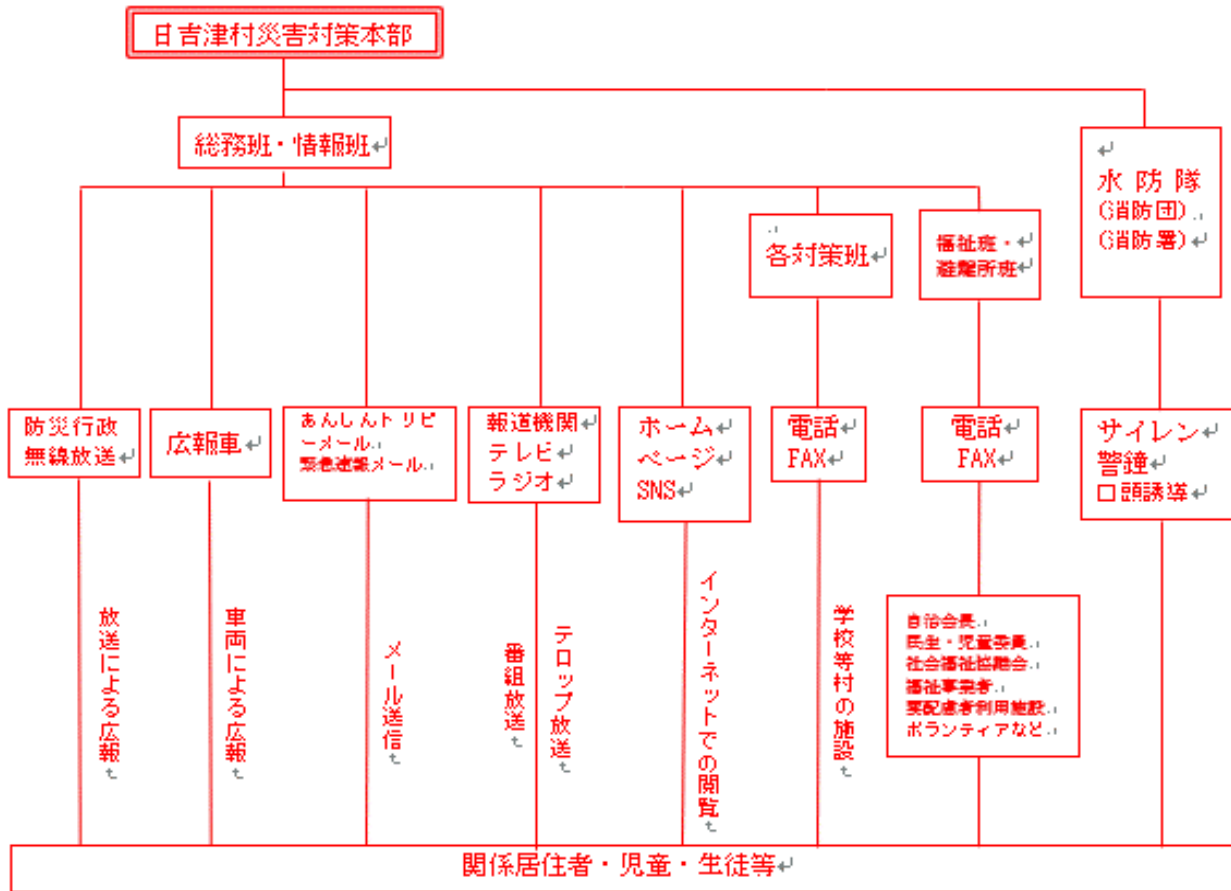 日吉津村災害対策本部
総務班・情報班
水防隊
(消防団)
(消防署)
各対策班
福祉班・
避難所班
防災行政
無線放送
広報車
あんしんトリピ
ーメール
緊急速報メール
報道機関
テレビ
ラジオ
ホーム
ページ
SNS
電話
FAX
電話
FAX
サイレン
警鐘
口頭誘導
放送による広報
車両による広報
メール送信
テロップ放送
番組放送
インターネットでの閲覧
学校等村の施設
自治会長
民生・児童委員
社会福祉協議会
福祉事業者
要配慮者利用施設
ボランティアなど
関係居住者・児童・生徒等